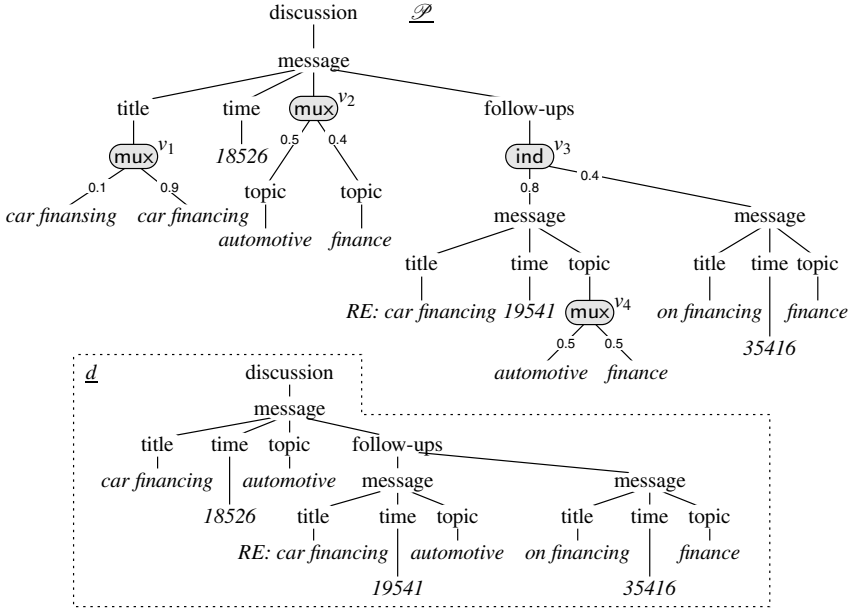 discussion 𝒫
message
title time mux v2 follow-ups
mux v1 18526 0.5 0.4 ind v3
0.1 0.9 0.8 0.4
car finansing car financing topic topic message message
automotive finance
title time topic title time topic
RE: car financing 19541 mux v4 on financing finance
0.5 0.5 35416
automotive finance
d discussion
message
title time topic follow-ups
car financing automotive message message
18526 title time topic title time topic
RE: car financing automotive on financing finance
19541 35416